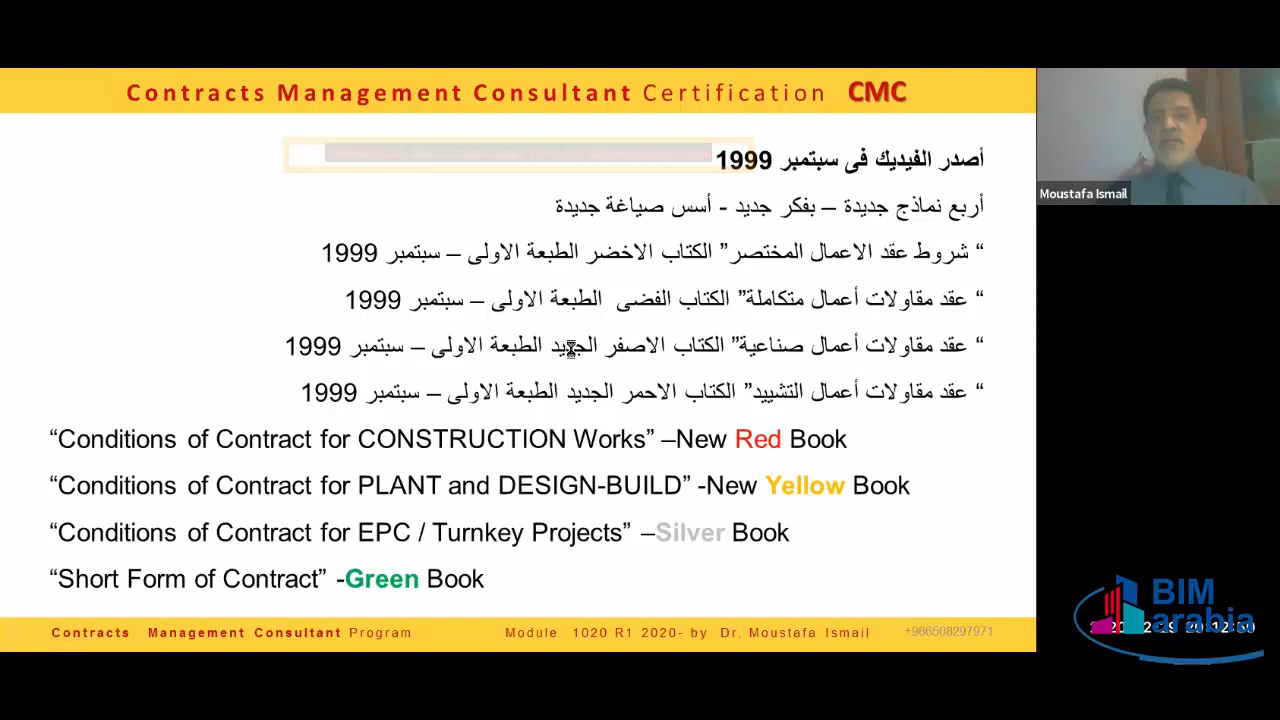 Contracts Management Consultant Certification CMC
أصدر الفيديك فى سبتمبر 1999
أربع نماذج جديدة – بفكر جديد - أسس صياغة جديدة
“ شروط عقد الاعمال المختصر” الكتاب الاخضر الطبعة الاولى – سبتمبر 1999
“ عقد مقاولات أعمال متكاملة” الكتاب الفضى الطبعة الاولى – سبتمبر 1999
“ عقد مقاولات أعمال صناعية” الكتاب الاصفر الجديد الطبعة الاولى – سبتمبر 1999
“ عقد مقاولات أعمال التشييد” الكتاب الاحمر الجديد الطبعة الاولى – سبتمبر 1999
“Conditions of Contract for CONSTRUCTION Works” –New Red Book
“Conditions of Contract for PLANT and DESIGN-BUILD” -New Yellow Book
“Conditions of Contract for EPC / Turnkey Projects” –Silver Book
“Short Form of Contract” -Green Book
Contracts Management Consultant Program Module 1020 R1 2020- by Dr. Moustafa Ismail +966508297971
Moustafa Ismail
BIM
arabia